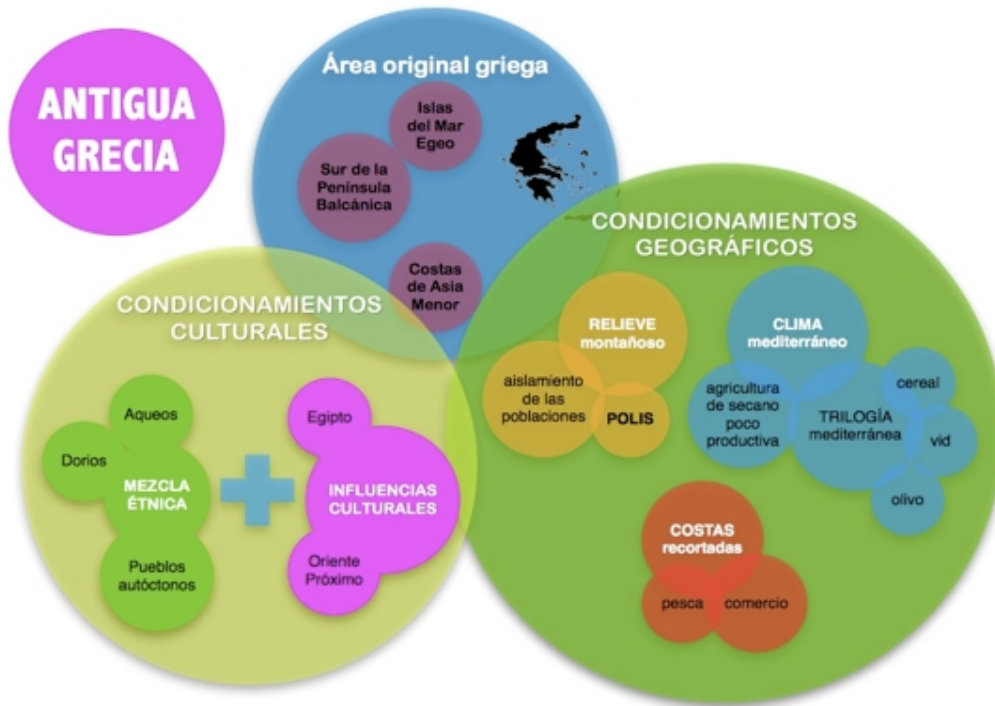 ANTIGUA
GRECIA
Área original griega
Islas
del Mar
Egeo
Sur de la
Península
Balcánica
Costas
de Asia
Menor
CONDICIONAMIENTOS
CULTURALES
Aqueos
Dorios
MEZCLA
ÉTNICA
Pueblos
autóctonos
Egipto
INFLUENCIAS
CULTURALES
Oriente
Próximo
CONDICIONAMIENTOS
GEOGRÁFICOS
RELIEVE
montañoso
aislamiento
de las
poblaciones
POLIS
CLIMA
mediterráneo
agricultura
de secano
poco
productiva
TRILOGÍA
mediterránea
cereal
vid
olivo
COSTAS
recortadas
pesca
comercio